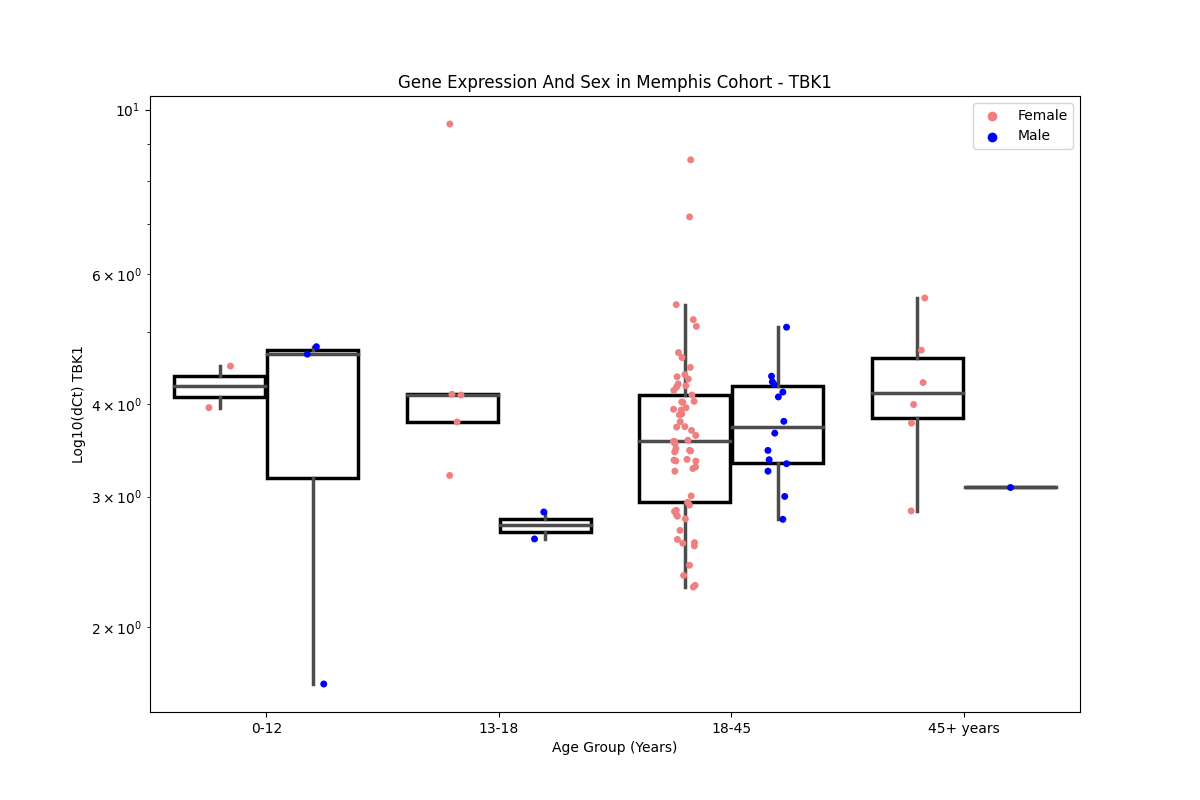 Gene Expression And Sex in Memphis Cohort - TBK1
Female
Male
10¹
6 × 10⁰
4 × 10⁰
3 × 10⁰
2 × 10⁰
Log10(dCt) TBK1
0-12
13-18
18-45
45+ years
Age Group (Years)